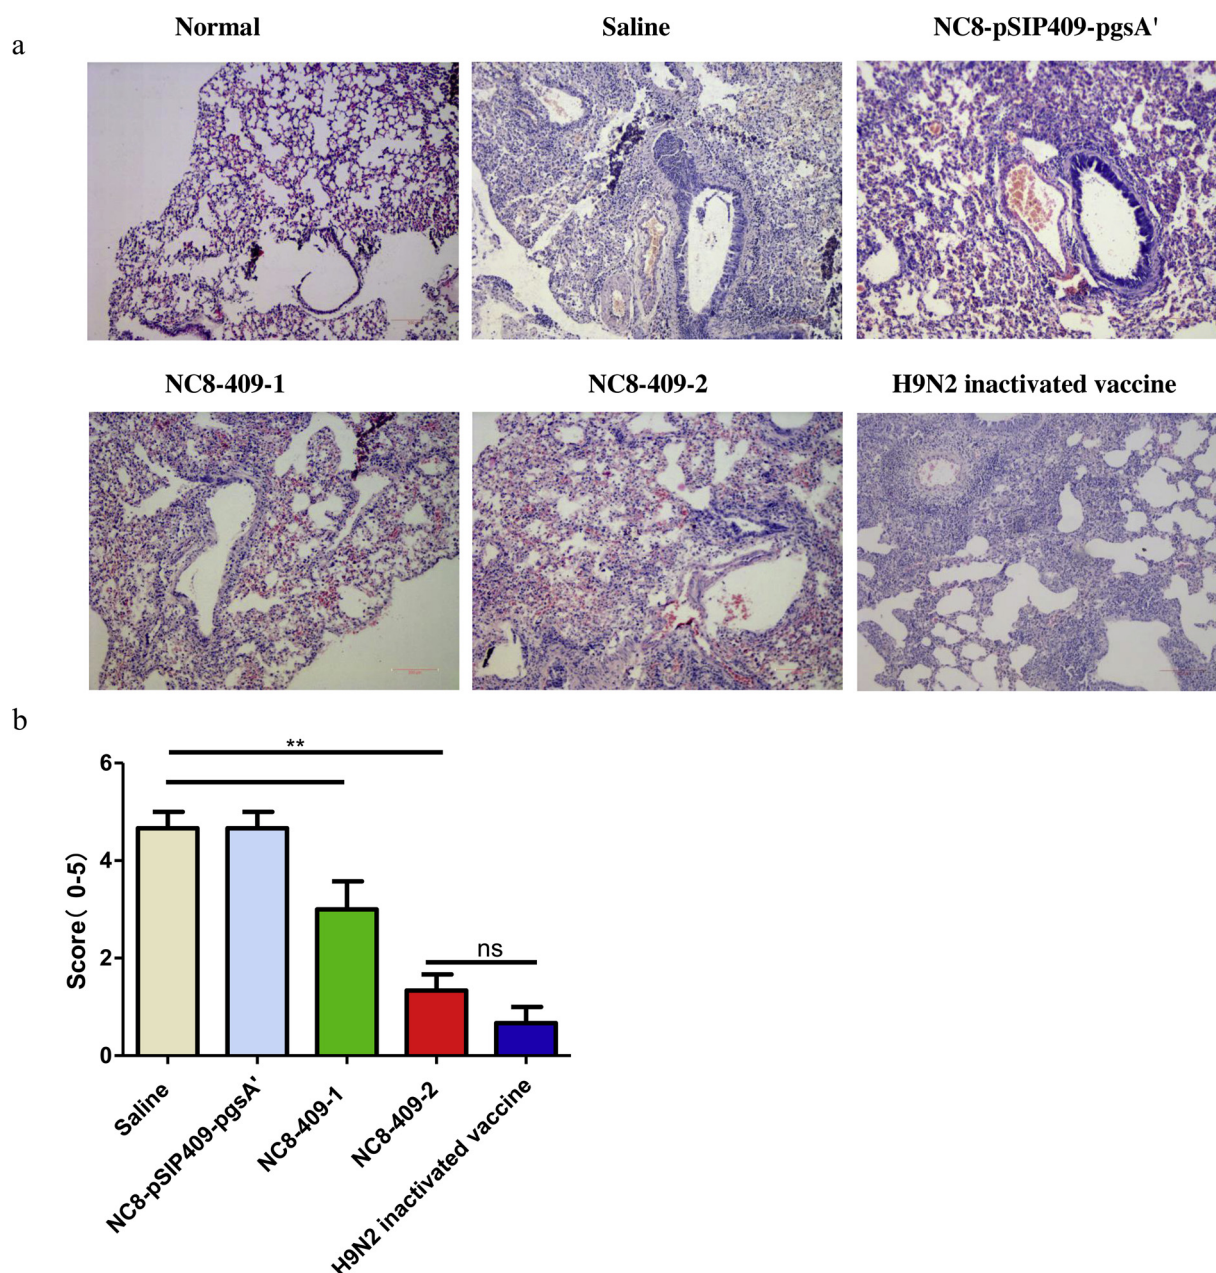 a
Normal
Saline
NC8-pSIP409-pgsA'
NC8-409-1
NC8-409-2
H9N2 inactivated vaccine
b
**
ns
6
4
2
0
Score( 0-5)
Saline
NC8-pSIP409-pgsA'
NC8-409-1
NC8-409-2
H9N2 inactivated vaccine